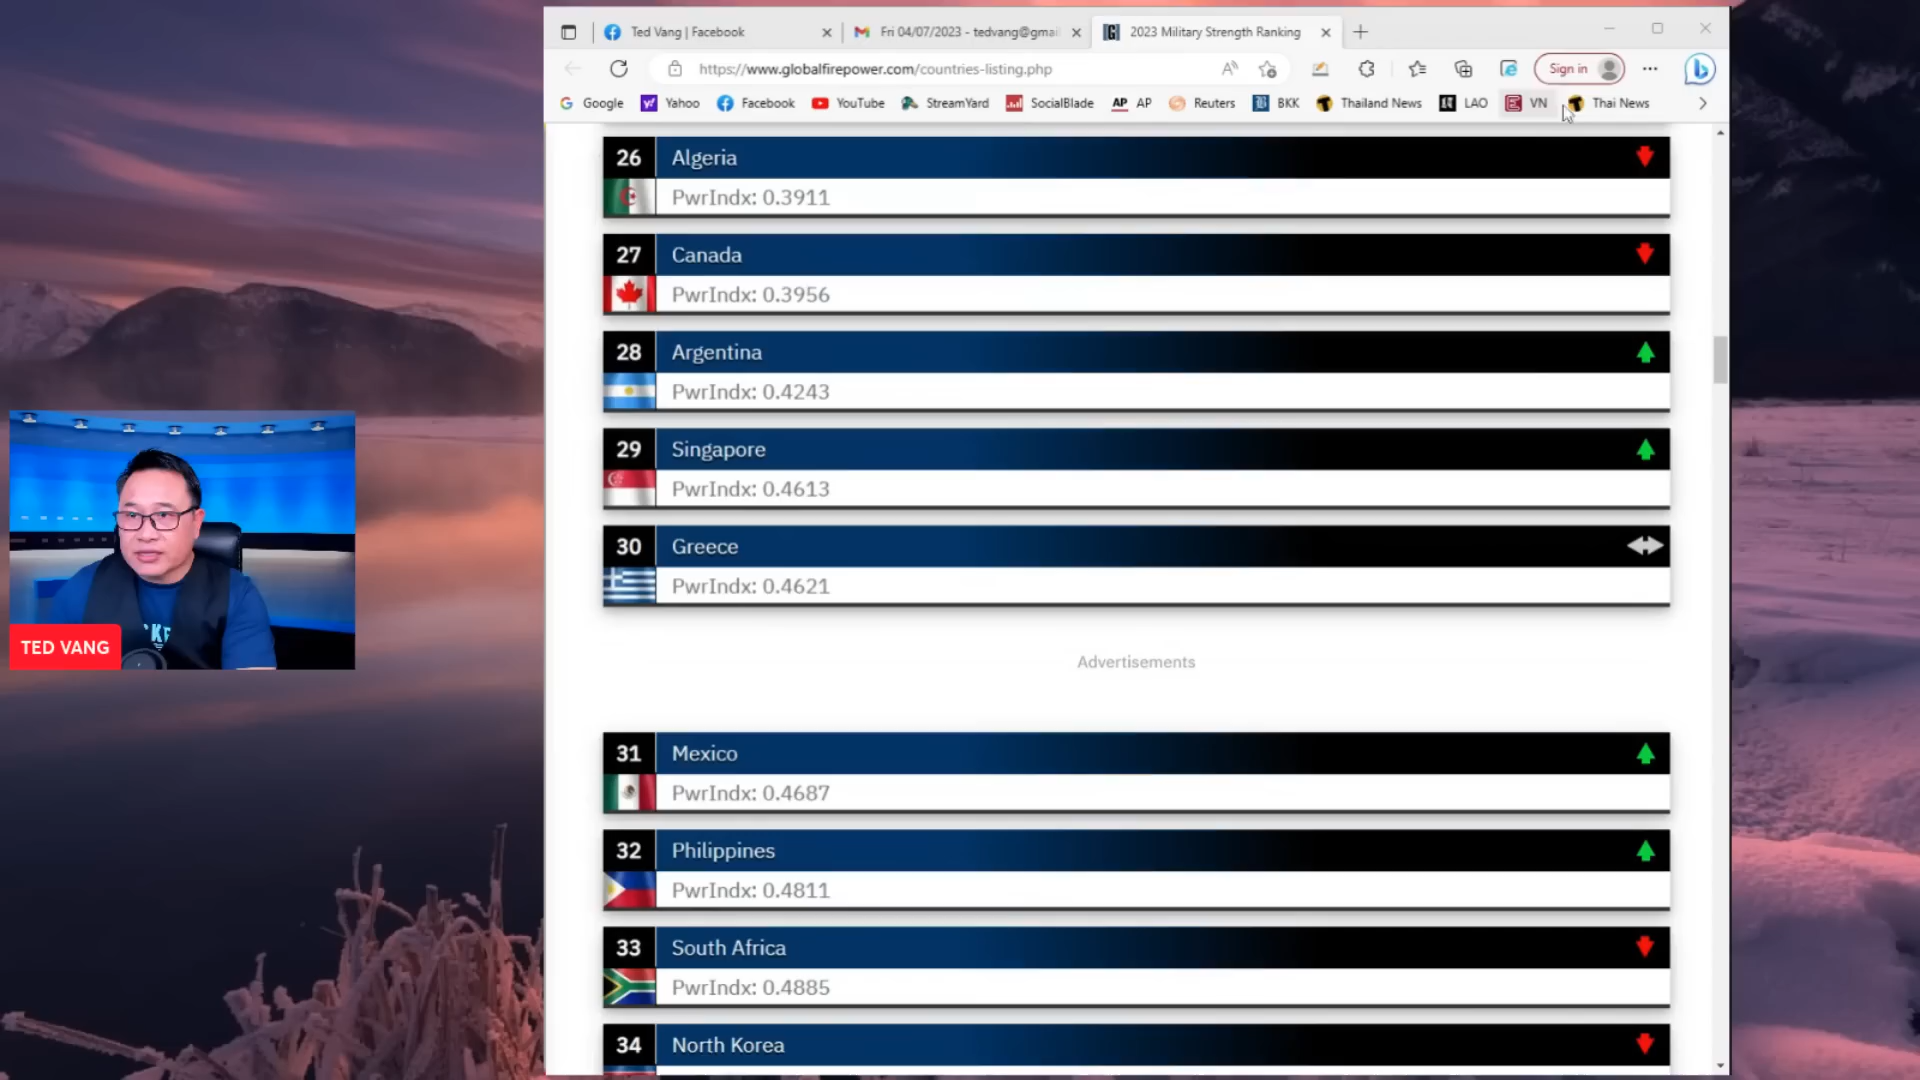 Ted Vang | Facebook
Fri 04/07/2023 - tedvang@gmai
2023 Military Strength Ranking
https://www.globalfirepower.com/countries-listing.php
Sign in
Google
Yahoo
Facebook
YouTube
StreamYard
SocialBlade
AP AP
Reuters
BKK
Thailand News
LAO
VN
Thai News
26 Algeria
PwrIndx: 0.3911
27 Canada
PwrIndx: 0.3956
28 Argentina
PwrIndx: 0.4243
29 Singapore
PwrIndx: 0.4613
30 Greece
PwrIndx: 0.4621
Advertisements
31 Mexico
PwrIndx: 0.4687
32 Philippines
PwrIndx: 0.4811
33 South Africa
PwrIndx: 0.4885
34 North Korea
TED VANG